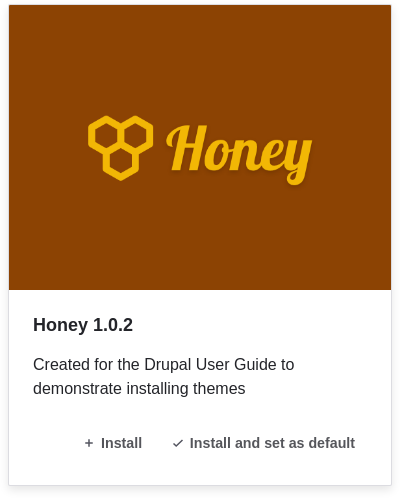 Honey
Honey 1.0.2
Created for the Drupal User Guide to
demonstrate installing themes
+ Install ✓ Install and set as default